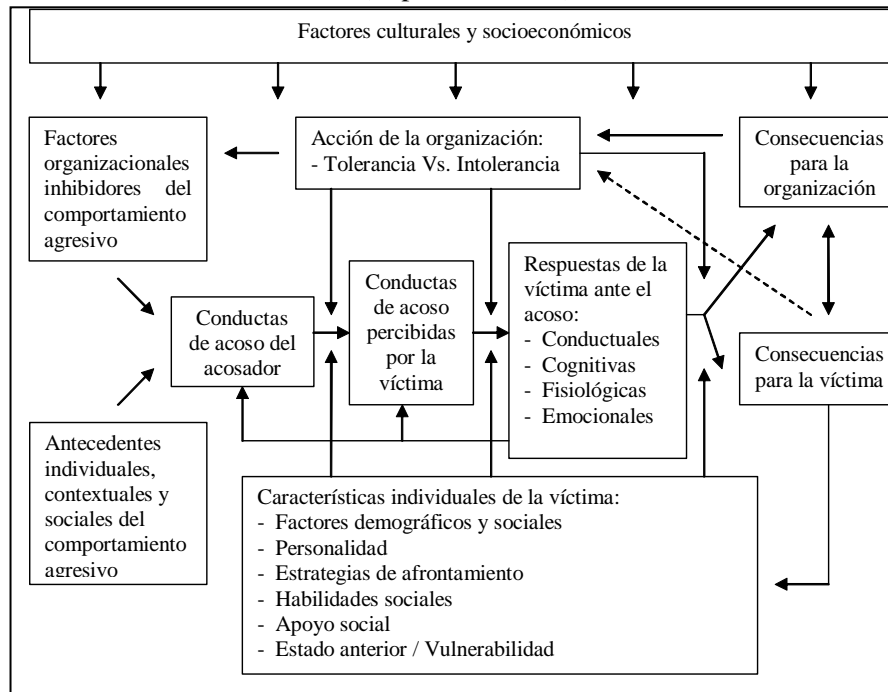 Factores culturales y socioeconómicos
Factores
organizacionales
inhibidores del
comportamiento
agresivo
Acción de la organización:
- Tolerancia Vs. Intolerancia
Consecuencias
para la
organización
Conductas
de acoso del
acosador
Conductas
de acoso
percibidas
por la
víctima
Respuestas de la
víctima ante el
acoso:
- Conductuales
- Cognitivas
- Fisiológicas
- Emocionales
Consecuencias
para la víctima
Antecedentes
individuales,
contextuales y
sociales del
comportamiento
agresivo
Características individuales de la víctima:
- Factores demográficos y sociales
- Personalidad
- Estrategias de afrontamiento
- Habilidades sociales
- Apoyo social
- Estado anterior / Vulnerabilidad